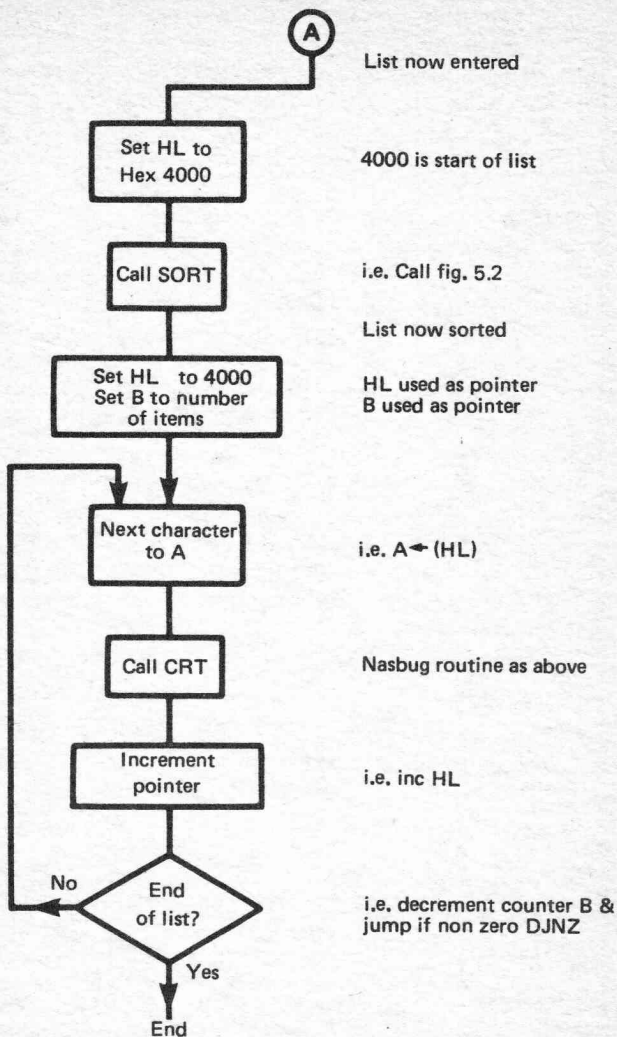 A
List now entered
Set HL to
Hex 4000
4000 is start of list
Call SORT
i.e. Call fig. 5.2
List now sorted
Set HL to 4000
Set B to number
of items
HL used as pointer
B used as pointer
Next character
to A
i.e. A← (HL)
Call CRT
Nasbug routine as above
Increment
pointer
i.e. inc HL
No
End
of list?
i.e. decrement counter B &
jump if non zero DJNZ
Yes
End